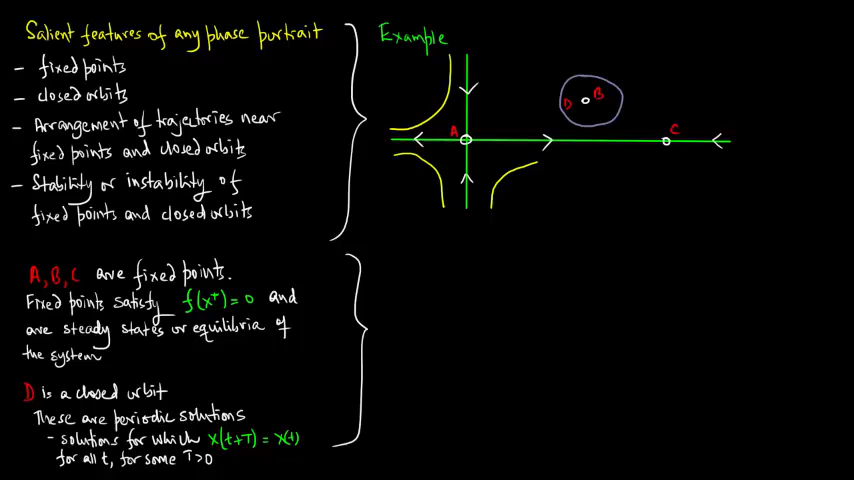 Salient features of any phase portrait
- fixed points
- closed orbits
- Arrangement of trajectories near
fixed points and closed orbits
- Stability or instability of
fixed points and closed orbits
A, B, C are fixed points.
Fixed points satisfy f(x*)=0 and
are steady states or equilibria of
the system
D is a closed orbit
These are periodic solutions
- solutions for which x(t+T) = x(t)
for all t, for some T>0
Example
D B
A
C